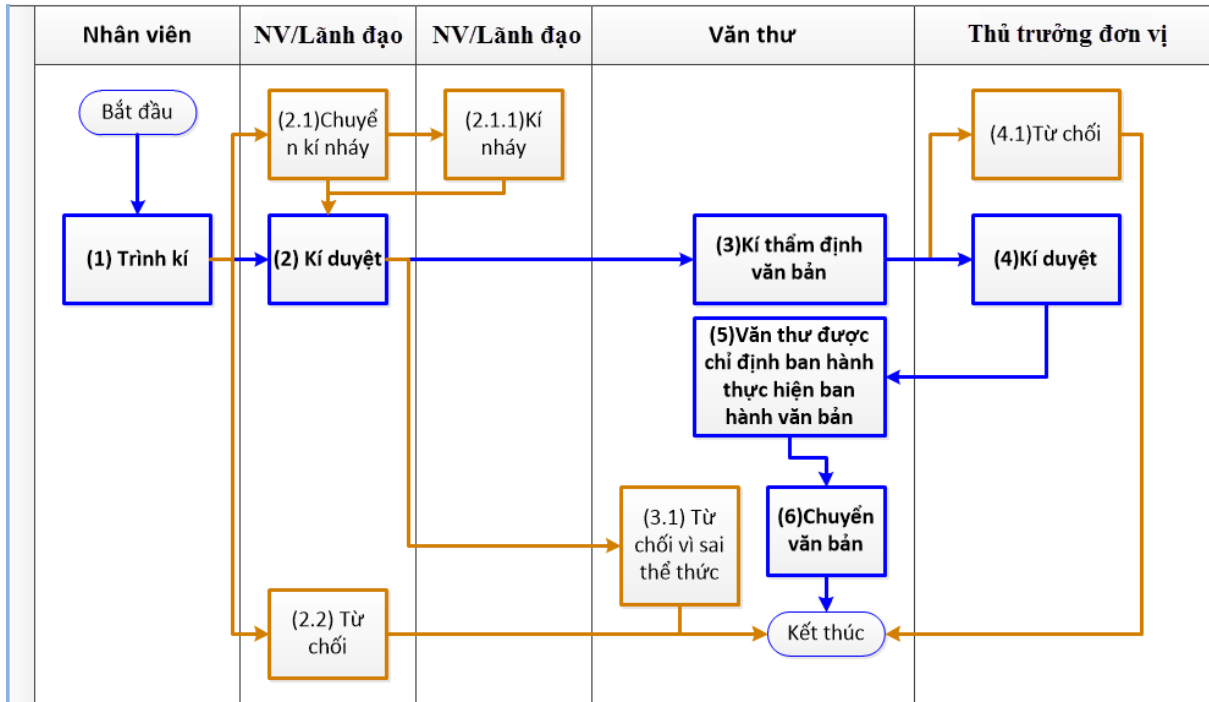 Nhân viên
NV/Lãnh đạo
NV/Lãnh đạo
Văn thư
Thủ trưởng đơn vị
Bắt đầu
(2.1)Chuyể
n kí nháy
(2.1.1)Kí
nháy
(4.1)Từ chối
(1) Trình kí
(2) Kí duyệt
(3)Kí thẩm định
văn bản
(4)Kí duyệt
(5)Văn thư được
chỉ định ban hành
thực hiện ban
hành văn bản
(3.1) Từ
chối vì sai
thể thức
(6)Chuyển
văn bản
(2.2) Từ
chối
Kết thúc